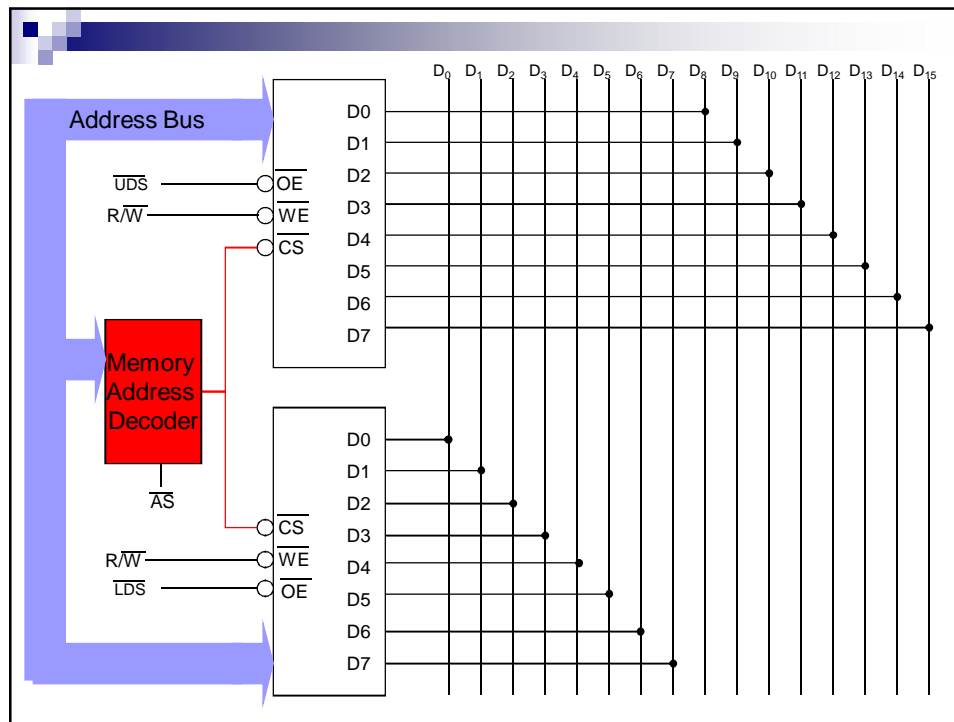 D0 D1 D2 D3 D4 D5 D6 D7 D8 D9 D10 D11 D12 D13 D14 D15
Address Bus
D0
D1
D2
D3
D4
D5
D6
D7
UDS
OE
R/W
WE
CS
Memory
Address
Decoder
AS
D0
D1
D2
D3
D4
D5
D6
D7
CS
R/W
WE
LDS
OE